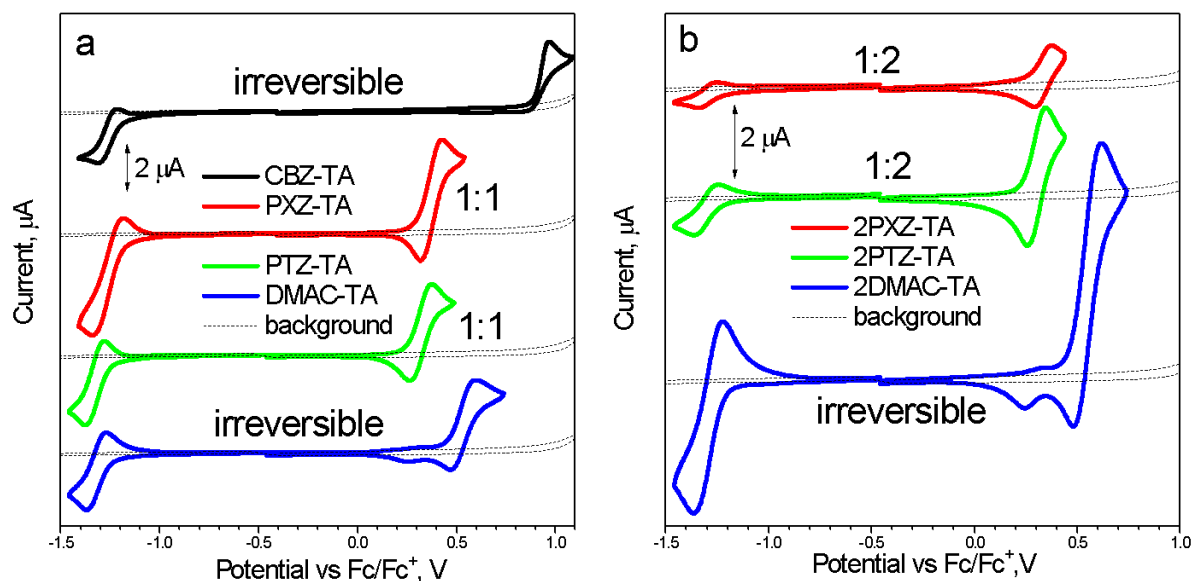 a
irreversible
2 μA
CBZ-TA
PXZ-TA
1:1
PTZ-TA
DMAC-TA
background
1:1
irreversible
Current, μA
-1.5 -1.0 -0.5 0.0 0.5 1.0
Potential vs Fc/Fc⁺, V
b
1:2
2 μA
1:2
2PXZ-TA
2PTZ-TA
2DMAC-TA
background
irreversible
Current, μA
-1.5 -1.0 -0.5 0.0 0.5 1.0
Potential vs Fc/Fc⁺,V